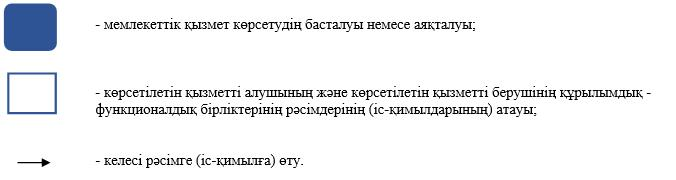 - мемлекеттік қызмет көрсетудің басталуы немесе аяқталуы;
- көрсетілетін қызметті алушының және көрсетілетін қызметті берушінің құрылымдық -
функционалдық бірліктерінің рәсімдерінің (іс-қимылдарының) атауы;
- келесі рәсімге (іс-қимылға) өту.